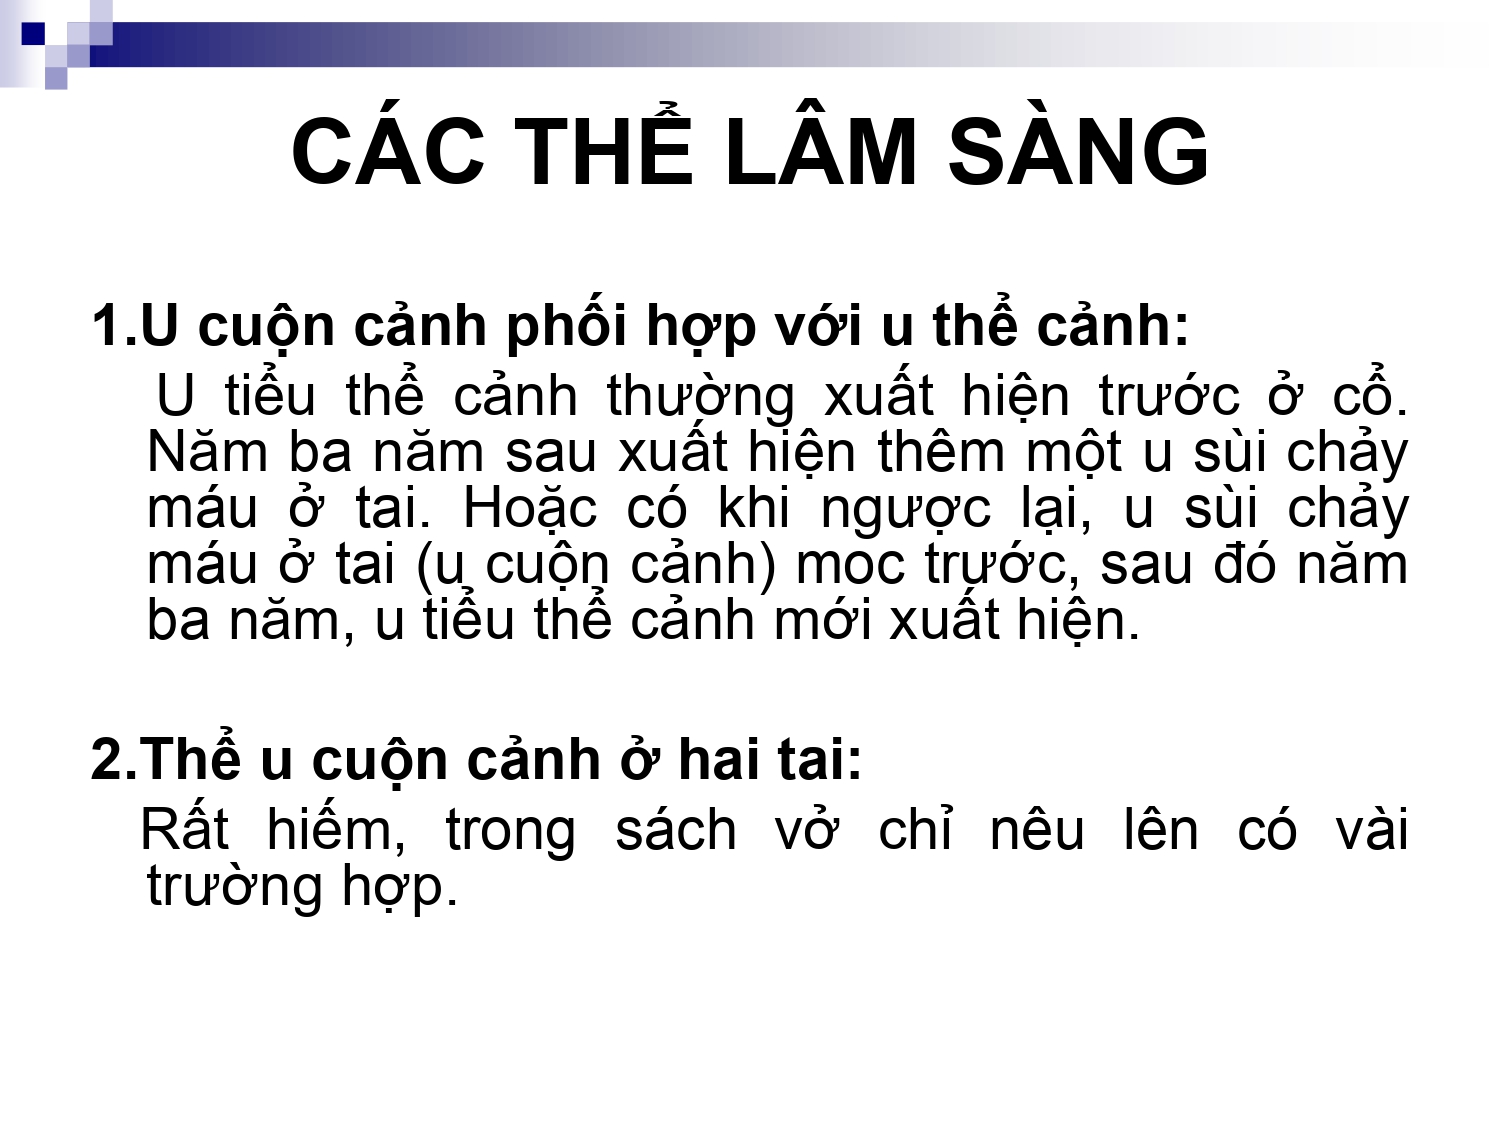 CÁC THỂ LÂM SÀNG
1.U cuộn cảnh phối hợp với u thể cảnh:
U tiểu thể cảnh thường xuất hiện trước ở cổ.
Năm ba năm sau xuất hiện thêm một u sùi chảy
máu ở tai. Hoặc có khi ngược lại, u sùi chảy
máu ở tai (u cuộn cảnh) moc trước, sau đó năm
ba năm, u tiểu thể cảnh mới xuất hiện.
2.Thể u cuộn cảnh ở hai tai:
Rất hiếm, trong sách vở chỉ nêu lên có vài
trường hợp.